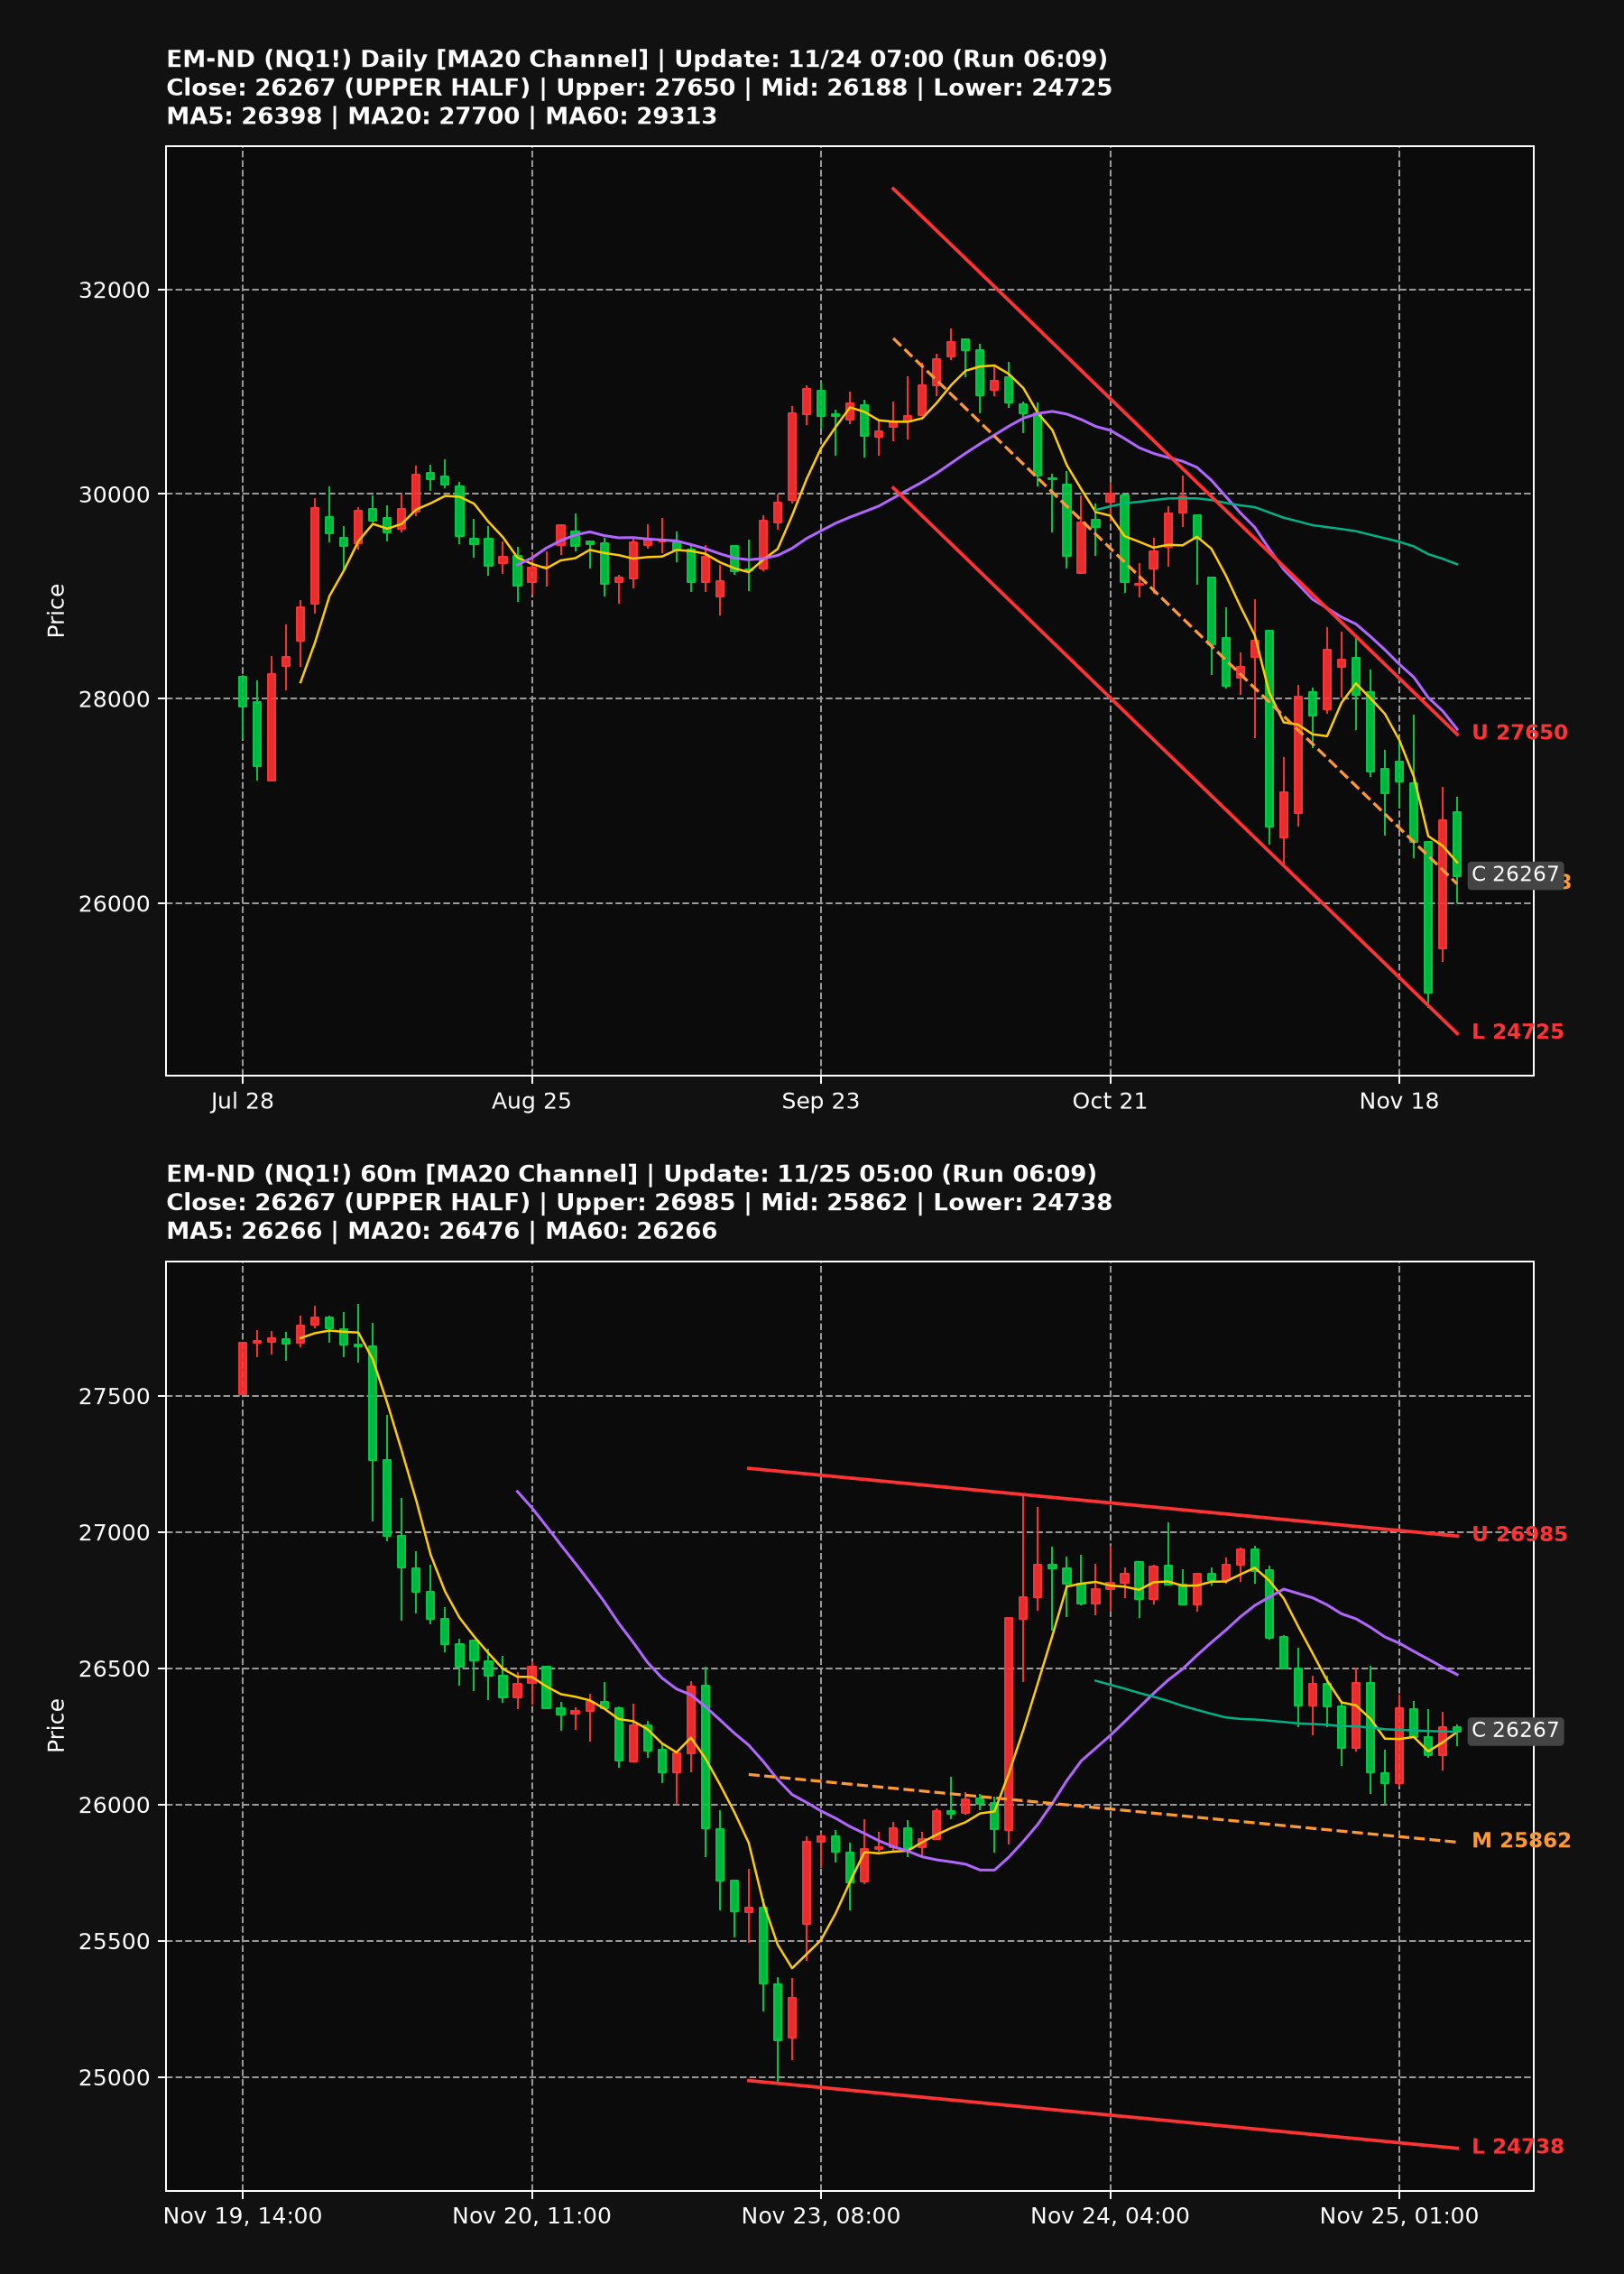 EM-ND (NQ1!) Daily [MA20 Channel] | Update: 11/24 07:00 (Run 06:09)
Close: 26267 (UPPER HALF) | Upper: 27650 | Mid: 26188 | Lower: 24725
MA5: 26398 | MA20: 27700 | MA60: 29313
Price
32000
30000
28000
26000
U 27650
C 26267
L 24725
Jul 28
Aug 25
Sep 23
Oct 21
Nov 18
EM-ND (NQ1!) 60m [MA20 Channel] | Update: 11/25 05:00 (Run 06:09)
Close: 26267 (UPPER HALF) | Upper: 26985 | Mid: 25862 | Lower: 24738
MA5: 26266 | MA20: 26476 | MA60: 26266
Price
27500
27000
26500
26000
25500
25000
U 26985
C 26267
M 25862
L 24738
Nov 19, 14:00
Nov 20, 11:00
Nov 23, 08:00
Nov 24, 04:00
Nov 25, 01:00